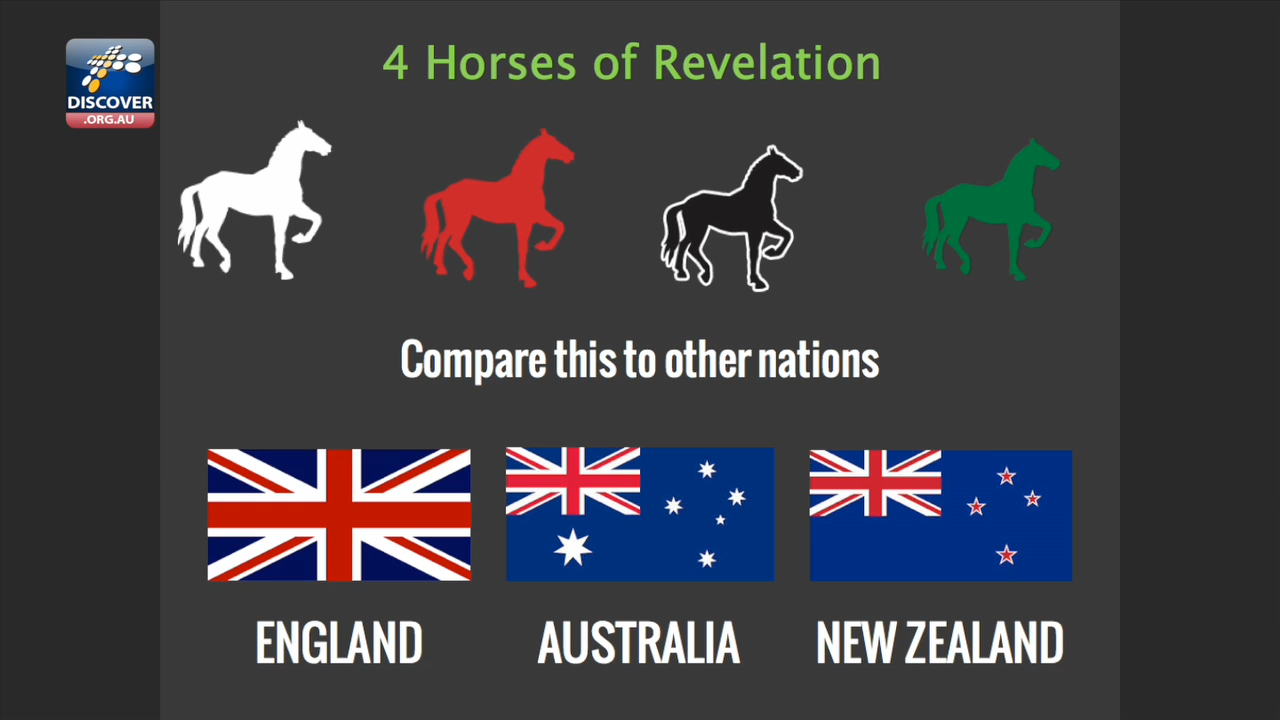 4 Horses of Revelation
DISCOVER
.ORG.AU
Compare this to other nations
ENGLAND
AUSTRALIA
NEW ZEALAND